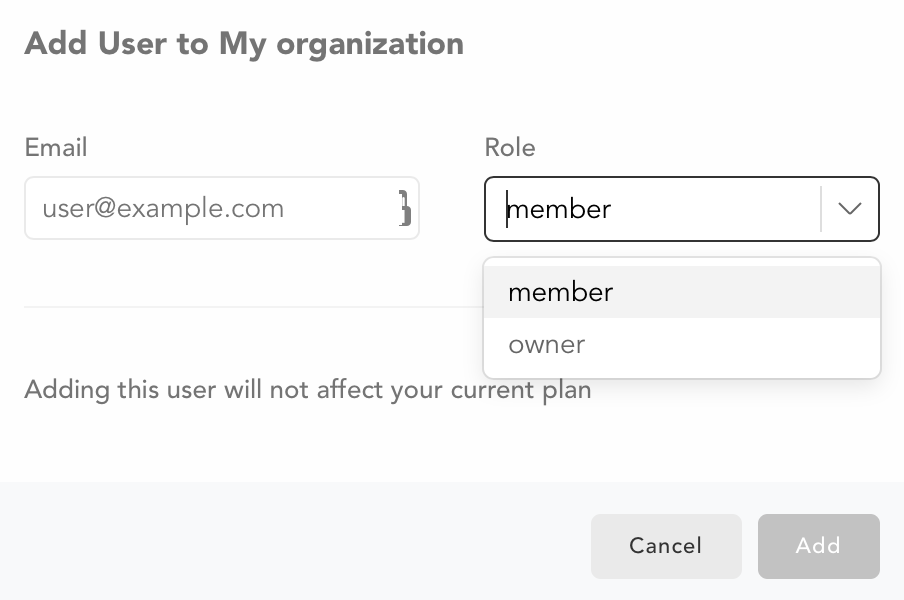 Add User to My organization
Email
Role
user@example.com
member
member
owner
Adding this user will not affect your current plan
Cancel
Add